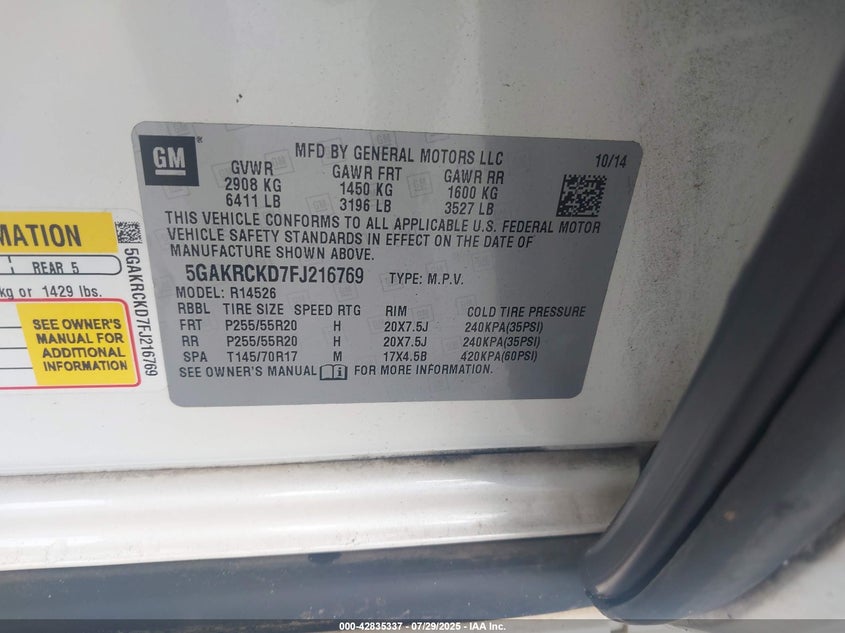 GM
MFD BY GENERAL MOTORS LLC
10/14
GVWR GAWR FRT GAWR RR
2908 KG 1450 KG 1600 KG
6411 LB 3196 LB 3527 LB
THIS VEHICLE CONFORMS TO ALL APPLICABLE U.S. FEDERAL MOTOR
VEHICLE SAFETY STANDARDS IN EFFECT ON THE DATE OF
MANUFACTURE SHOWN ABOVE.
5GAKRCKD7FJ216769 TYPE: M.P.V.
MODEL: R14526
RBBL TIRE SIZE SPEED RTG RIM COLD TIRE PRESSURE
FRT P255/55R20 H 20X7.5J 240KPA(35PSI)
RR P255/55R20 H 20X7.5J 240KPA(35PSI)
SPA T145/70R17 M 17X4.5B 420KPA(60PSI)
SEE OWNER'S MANUAL FOR MORE INFORMATION.
REAR 5
kg or 1429 lbs.
SEE OWNER'S
MANUAL FOR
ADDITIONAL
INFORMATION
5GAKRCKD7FJ216769
000-42835337 - 07/29/2025 - IAA Inc.